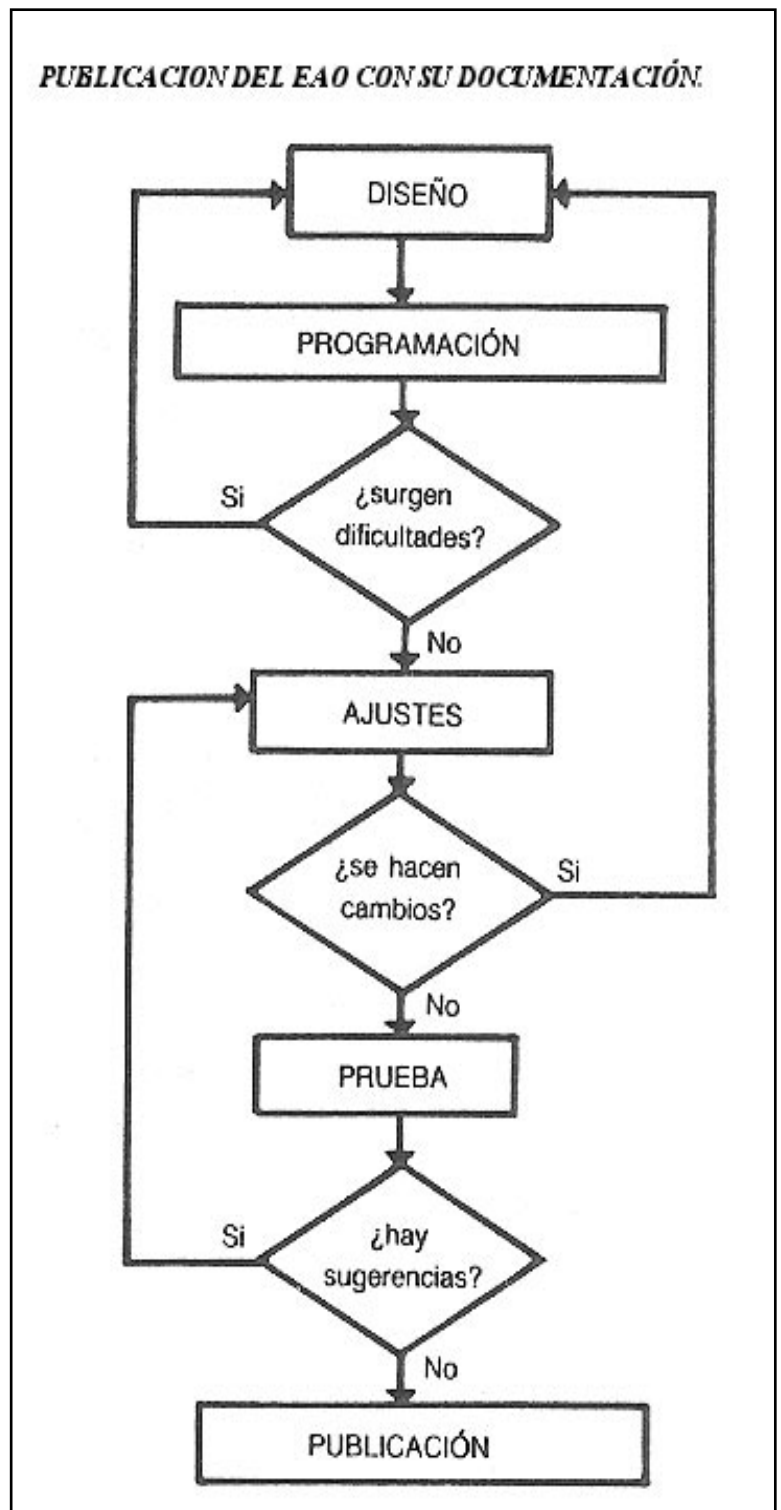 PUBLICACION DEL EAO CON SU DOCUMENTACIÓN.
DISEÑO
PROGRAMACIÓN
Si
¿surgen
dificultades?
No
AJUSTES
¿se hacen
cambios?
Si
No
PRUEBA
Si
¿hay
sugerencias?
No
PUBLICACIÓN